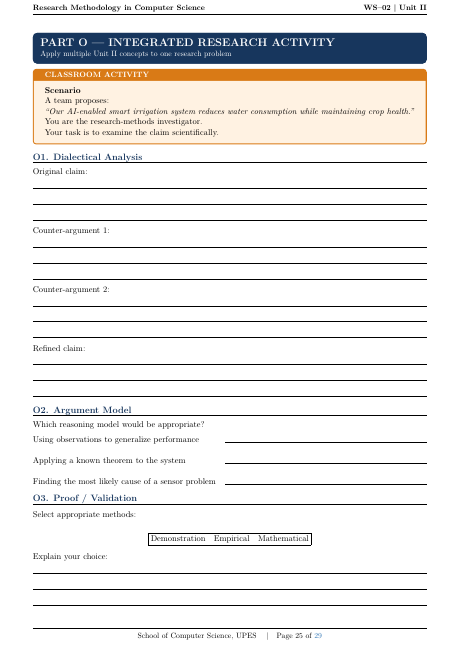 Research Methodology in Computer Science WS–02 | Unit II
PART O — INTEGRATED RESEARCH ACTIVITY
Apply multiple Unit II concepts to one research problem
CLASSROOM ACTIVITY
Scenario
A team proposes:
"Our AI-enabled smart irrigation system reduces water consumption while maintaining crop health."
You are the research-methods investigator.
Your task is to examine the claim scientifically.
O1. Dialectical Analysis
Original claim:
Counter-argument 1:
Counter-argument 2:
Refined claim:
O2. Argument Model
Which reasoning model would be appropriate?
Using observations to generalize performance
Applying a known theorem to the system
Finding the most likely cause of a sensor problem
O3. Proof / Validation
Select appropriate methods:
Demonstration Empirical Mathematical
Explain your choice:
School of Computer Science, UPES | Page 25 of 29